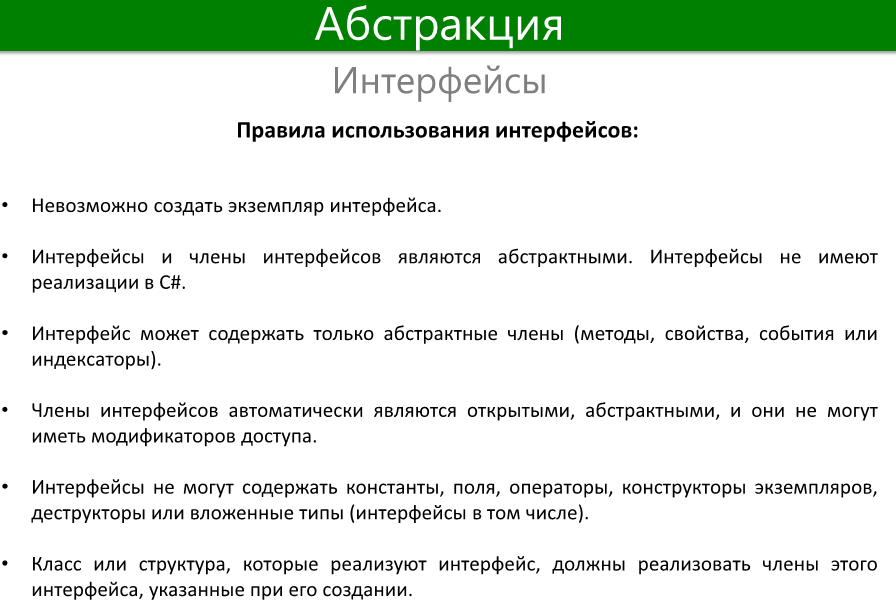 Абстракция
Интерфейсы
Правила использования интерфейсов:
• Невозможно создать экземпляр интерфейса.
• Интерфейсы и члены интерфейсов являются абстрактными. Интерфейсы не имеют
реализации в C#.
• Интерфейс может содержать только абстрактные члены (методы, свойства, события или
индексаторы).
• Члены интерфейсов автоматически являются открытыми, абстрактными, и они не могут
иметь модификаторов доступа.
• Интерфейсы не могут содержать константы, поля, операторы, конструкторы экземпляров,
деструкторы или вложенные типы (интерфейсы в том числе).
• Класс или структура, которые реализуют интерфейс, должны реализовать члены этого
интерфейса, указанные при его создании.